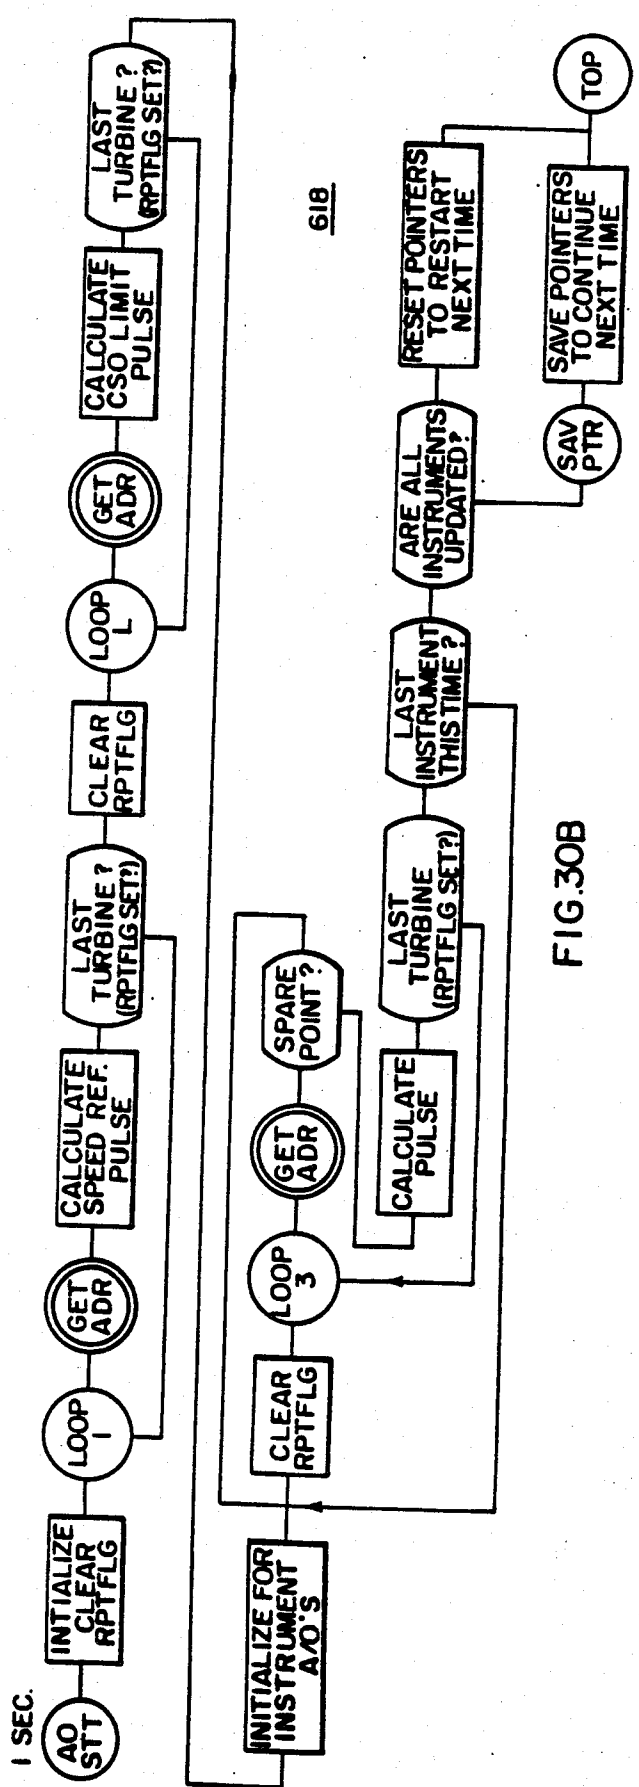 1 SEC.
AO
STT
INTIALIZE
CLEAR
RPTFLG
LOOP
1
GET
ADR
CALCULATE
SPEED REF.
PULSE
LAST
TURBINE?
(RPTFLG SET?)
CLEAR
RPTFLG
LOOP
L
GET
ADR
CALCULATE
CSO LIMIT
PULSE
LAST
TURBINE?
(RPTFLG SET?)
INITIALIZE FOR
INSTRUMENT
A/O'S
CLEAR
RPTFLG
LOOP
3
GET
ADR
SPARE
POINT?
CALCULATE
PULSE
LAST
TURBINE
(RPTFLG SET?)
LAST
INSTRUMENT
THIS TIME?
ARE ALL
INSTRUMENTS
UPDATED?
RESET POINTERS
TO RESTART
NEXT TIME
SAV
PTR
SAVE POINTERS
TO CONTINUE
NEXT TIME
TOP
618
FIG.30B